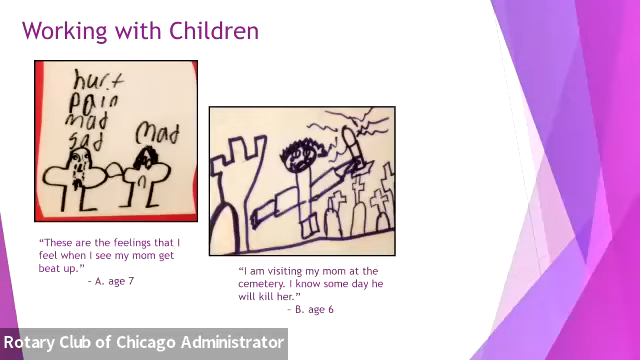 Working with Children
hurt
pain
mad
sad
mad
“These are the feelings that I
feel when I see my mom get
beat up.”
– A. age 7
“I am visiting my mom at the
cemetery. I know some day he
will kill her.”
– B. age 6
Rotary Club of Chicago Administrator